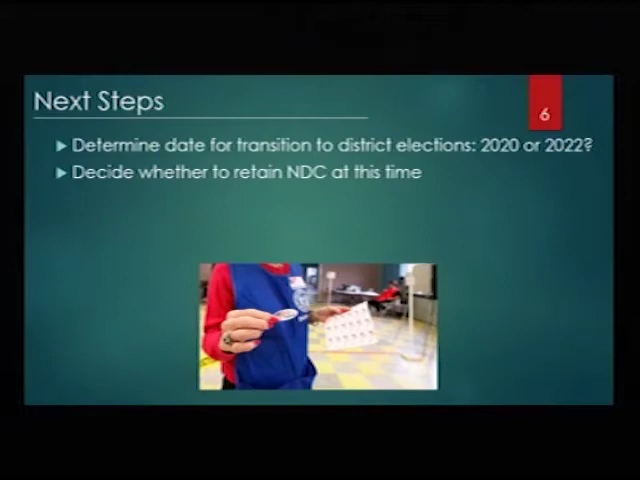 Next Steps
6
Determine date for transition to district elections: 2020 or 2022?
Decide whether to retain NDC at this time